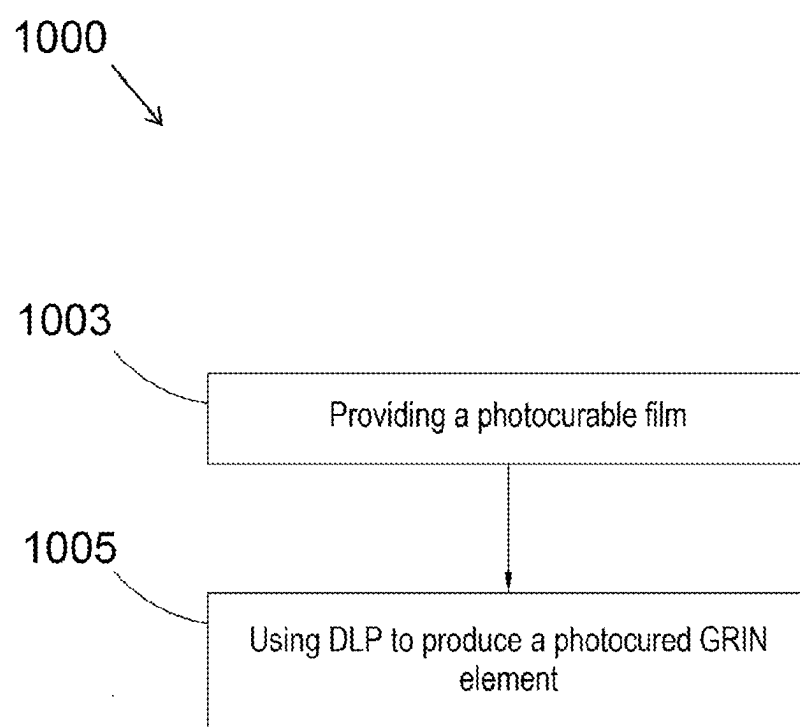 1000
1003
Providing a photocurable film
1005
Using DLP to produce a photocured GRIN
element